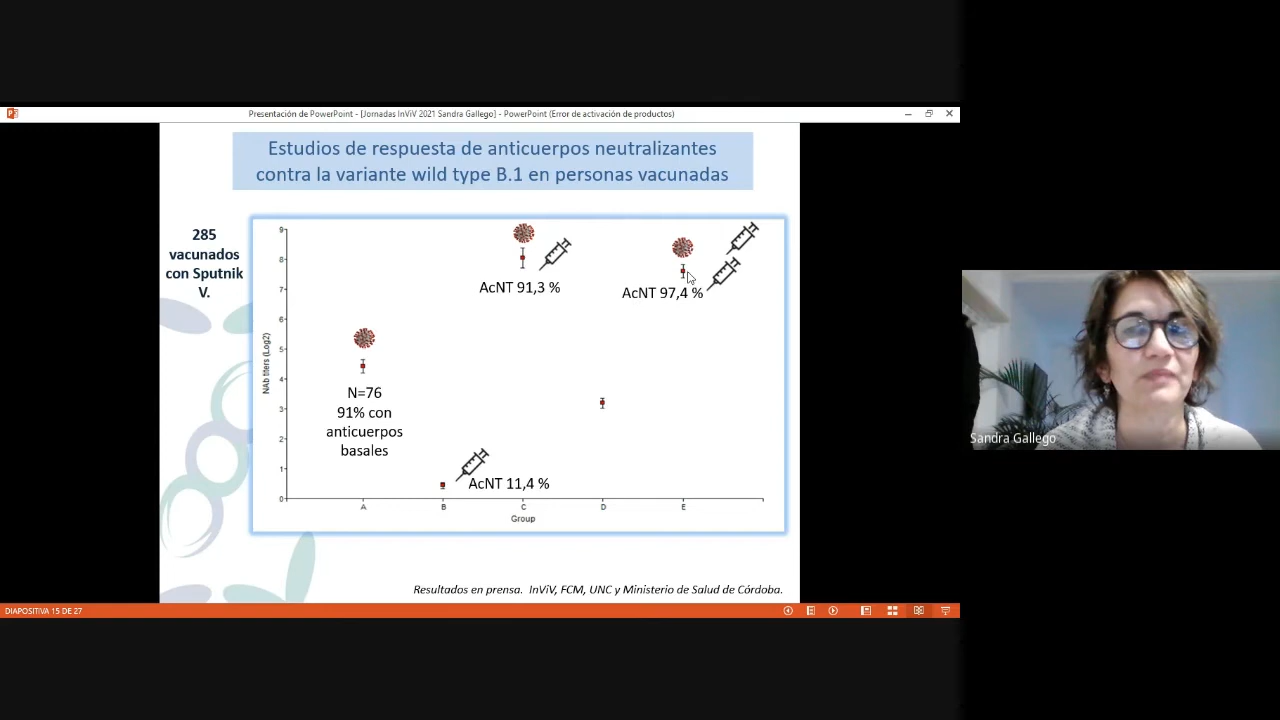 Presentación de PowerPoint - [Jornadas InViV 2021 Sandra Gallego] - PowerPoint (Error de activación de productos)
Estudios de respuesta de anticuerpos neutralizantes
contra la variante wild type B.1 en personas vacunadas
285
vacunados
con Sputnik
V.
NAb titers (Log2)
9
8
7
6
5
4
3
2
1
0
AcNT 91,3 %
AcNT 97,4 %
N=76
91% con
anticuerpos
basales
AcNT 11,4 %
A B C D E
Group
Resultados en prensa. InViV, FCM, UNC y Ministerio de Salud de Córdoba.
DIAPOSITIVA 15 DE 27
Sandra Gallego